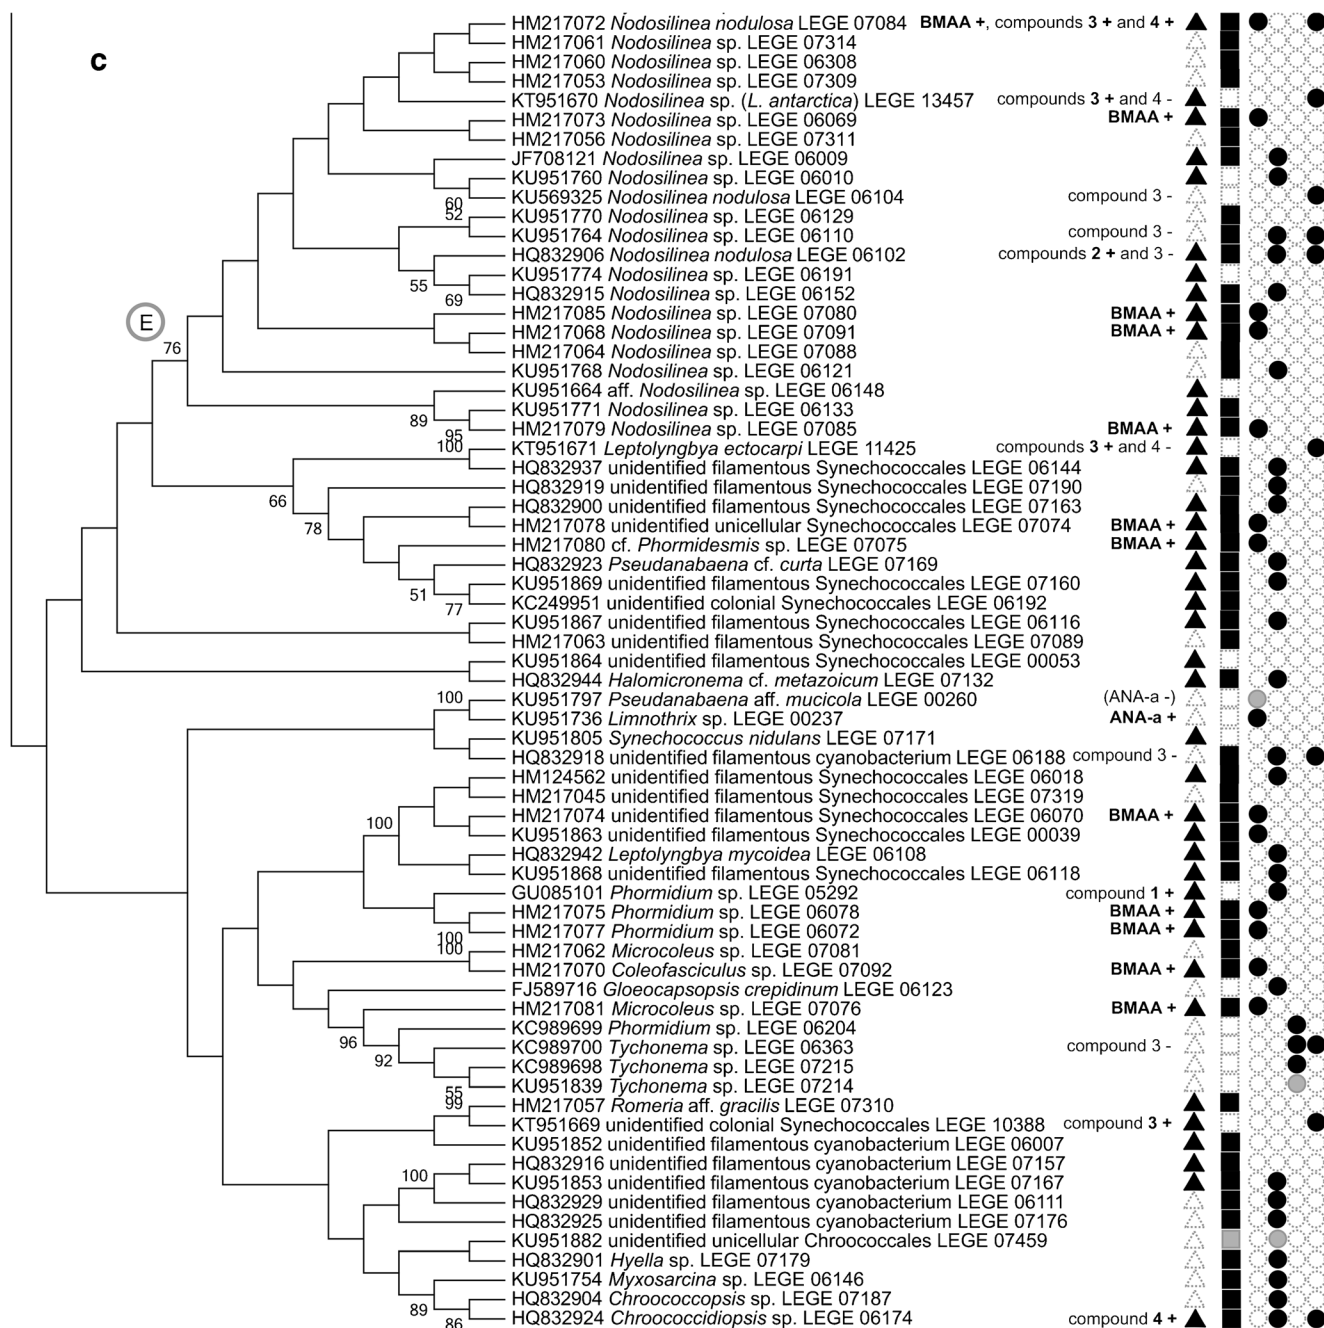 c
HM217072 Nodosilinea nodulosa LEGE 07084 BMAA +, compounds 3 + and 4 +
HM217061 Nodosilinea sp. LEGE 07314
HM217060 Nodosilinea sp. LEGE 06308
HM217053 Nodosilinea sp. LEGE 07309
KT951670 Nodosilinea sp. (L. antarctica) LEGE 13457 compounds 3 + and 4 -
HM217073 Nodosilinea sp. LEGE 06069 BMAA +
HM217056 Nodosilinea sp. LEGE 07311
JF708121 Nodosilinea sp. LEGE 06009
KU951760 Nodosilinea sp. LEGE 06010
KU569325 Nodosilinea nodulosa LEGE 06104 compound 3 -
60
52
KU951770 Nodosilinea sp. LEGE 06129
KU951764 Nodosilinea sp. LEGE 06110 compound 3 -
HQ832906 Nodosilinea nodulosa LEGE 06102 compounds 2 + and 3 -
KU951774 Nodosilinea sp. LEGE 06191
55
HQ832915 Nodosilinea sp. LEGE 06152
69
HM217085 Nodosilinea sp. LEGE 07080 BMAA +
E
HM217068 Nodosilinea sp. LEGE 07091 BMAA +
76
HM217064 Nodosilinea sp. LEGE 07088
KU951768 Nodosilinea sp. LEGE 06121
KU951664 aff. Nodosilinea sp. LEGE 06148
KU951771 Nodosilinea sp. LEGE 06133
89
HM217079 Nodosilinea sp. LEGE 07085 BMAA +
95
100
KT951671 Leptolyngbya ectocarpi LEGE 11425 compounds 3 + and 4 -
HQ832937 unidentified filamentous Synechococcales LEGE 06144
HQ832919 unidentified filamentous Synechococcales LEGE 07190
66
HQ832900 unidentified filamentous Synechococcales LEGE 07163
HM217078 unidentified unicellular Synechococcales LEGE 07074 BMAA +
78
HM217080 cf. Phormidesmis sp. LEGE 07075 BMAA +
HQ832923 Pseudanabaena cf. curta LEGE 07169
KU951869 unidentified filamentous Synechococcales LEGE 07160
51
KC249951 unidentified colonial Synechococcales LEGE 06192
77
KU951867 unidentified filamentous Synechococcales LEGE 06116
HM217063 unidentified filamentous Synechococcales LEGE 07089
KU951864 unidentified filamentous Synechococcales LEGE 00053
HQ832944 Halomicronema cf. metazoicum LEGE 07132
100
KU951797 Pseudanabaena aff. mucicola LEGE 00260 (ANA-a -)
KU951736 Limnothrix sp. LEGE 00237 ANA-a +
KU951805 Synechococcus nidulans LEGE 07171
HQ832918 unidentified filamentous cyanobacterium LEGE 06188 compound 3 -
HM124562 unidentified filamentous Synechococcales LEGE 06018
HM217045 unidentified filamentous Synechococcales LEGE 07319
HM217074 unidentified filamentous Synechococcales LEGE 06070 BMAA +
100
KU951863 unidentified filamentous Synechococcales LEGE 00039
HQ832942 Leptolyngbya mycoidea LEGE 06108
KU951868 unidentified filamentous Synechococcales LEGE 06118
GU085101 Phormidium sp. LEGE 05292 compound 1 +
HM217075 Phormidium sp. LEGE 06078 BMAA +
HM217077 Phormidium sp. LEGE 06072 BMAA +
100
100
HM217062 Microcoleus sp. LEGE 07081
HM217070 Coleofasciculus sp. LEGE 07092 BMAA +
FJ589716 Gloeocapsopsis crepidinum LEGE 06123
HM217081 Microcoleus sp. LEGE 07076 BMAA +
KC989699 Phormidium sp. LEGE 06204
96
KC989700 Tychonema sp. LEGE 06363 compound 3 -
92
KC989698 Tychonema sp. LEGE 07215
KU951839 Tychonema sp. LEGE 07214
55
99
HM217057 Romeria aff. gracilis LEGE 07310
KT951669 unidentified colonial Synechococcales LEGE 10388 compound 3 +
KU951852 unidentified filamentous cyanobacterium LEGE 06007
HQ832916 unidentified filamentous cyanobacterium LEGE 07157
100
KU951853 unidentified filamentous cyanobacterium LEGE 07167
HQ832929 unidentified filamentous cyanobacterium LEGE 06111
HQ832925 unidentified filamentous cyanobacterium LEGE 07176
KU951882 unidentified unicellular Chroococcales LEGE 07459
HQ832901 Hyella sp. LEGE 07179
KU951754 Myxosarcina sp. LEGE 06146
HQ832904 Chroococcopsis sp. LEGE 07187
89
HQ832924 Chroococcidiopsis sp. LEGE 06174 compound 4 +
86